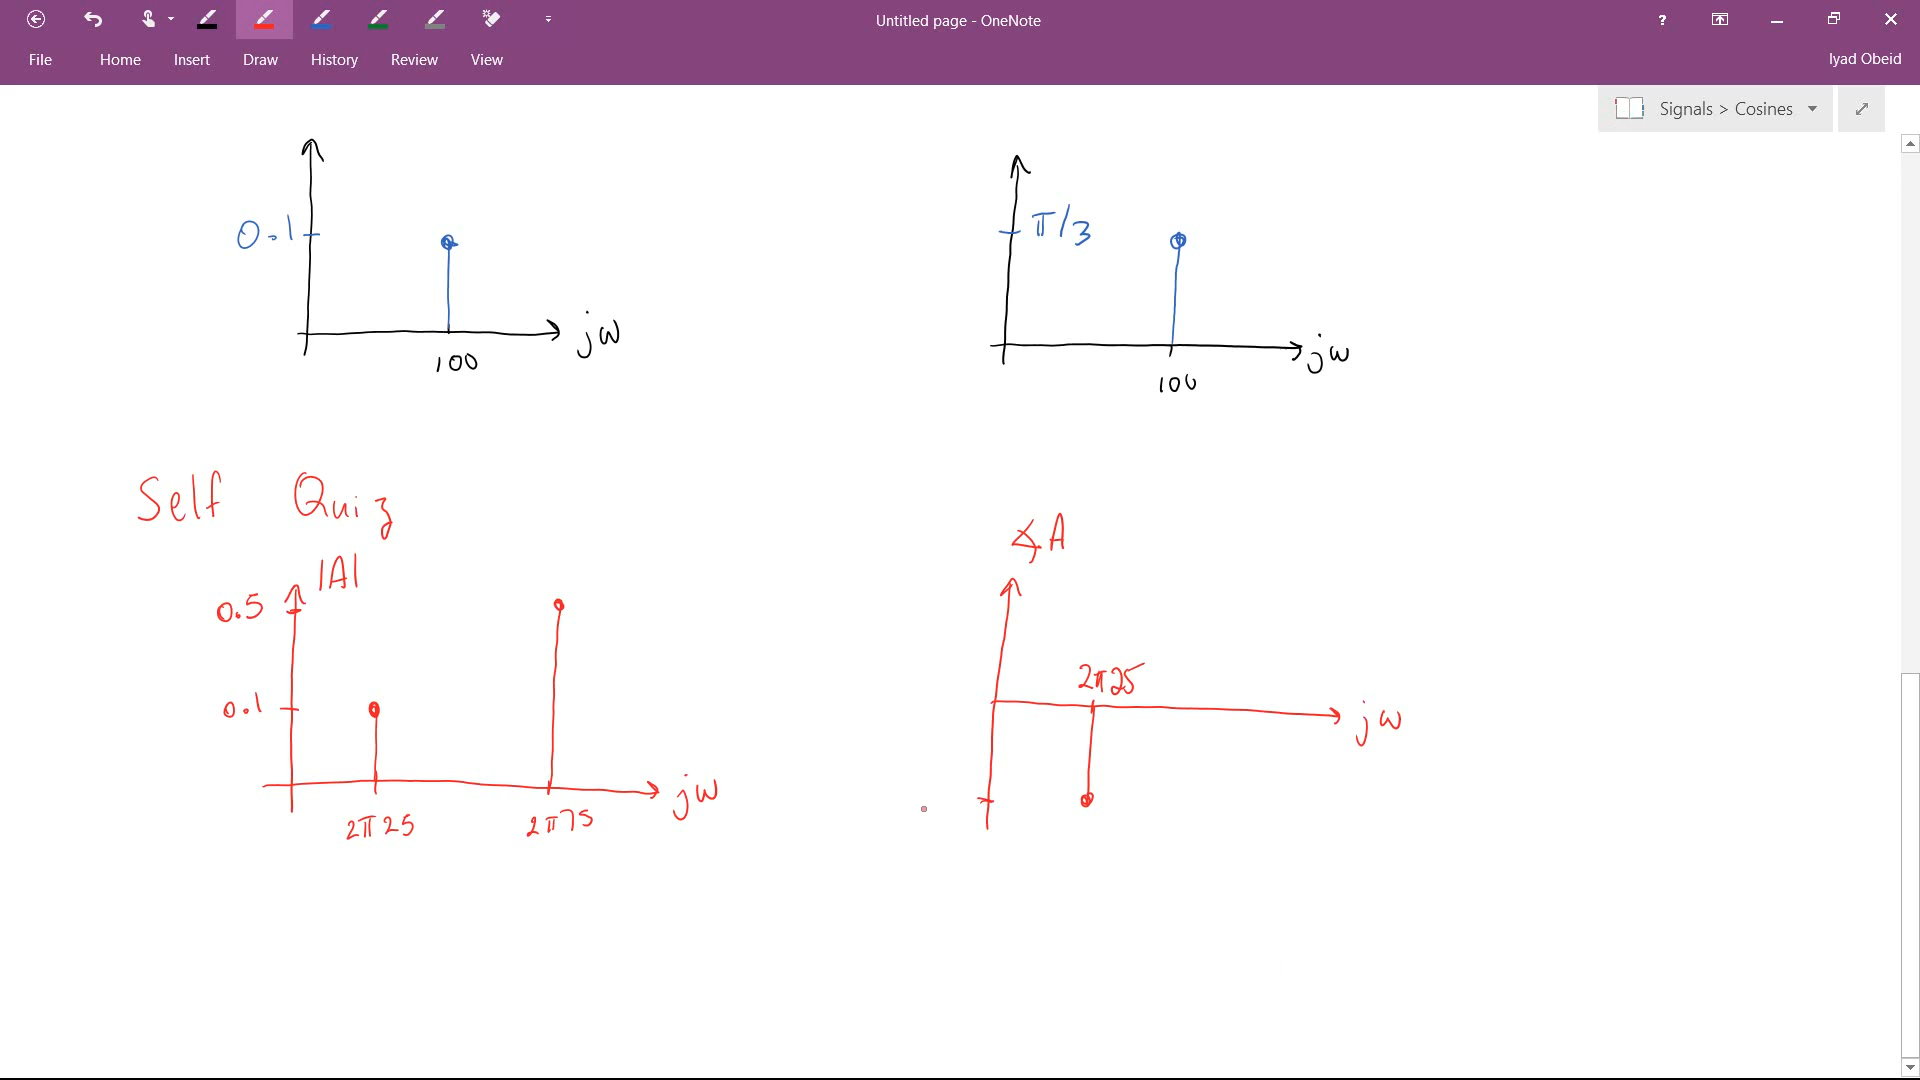 Untitled page - OneNote
?
File Home Insert Draw History Review View
Iyad Obeid
Signals > Cosines
0.1
100
jω
π/3
100
jω
Self Quiz
|A|
0.5
0.1
2π25
2π75
jω
∡A
2π25
jω